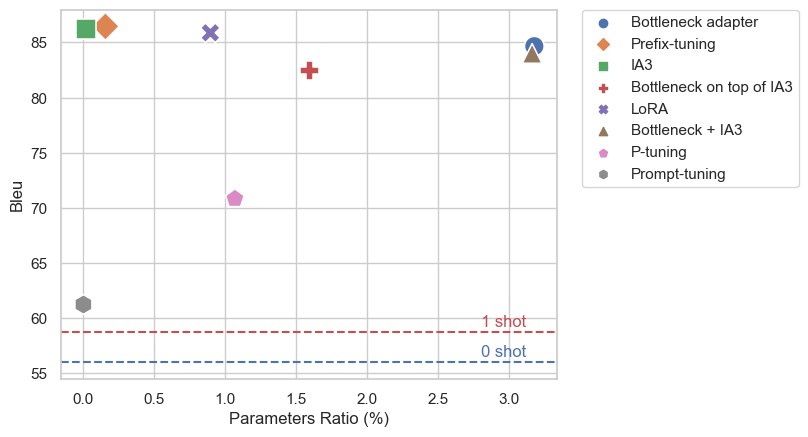 85
80
75
70
65
60
55
Bleu
1 shot
0 shot
0.0 0.5 1.0 1.5 2.0 2.5 3.0
Parameters Ratio (%)
Bottleneck adapter
Prefix-tuning
IA3
Bottleneck on top of IA3
LoRA
Bottleneck + IA3
P-tuning
Prompt-tuning